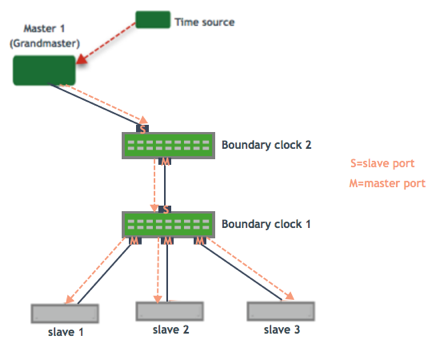 Time source
Master 1
(Grandmaster)
S
Boundary clock 2
M
S=slave port
M=master port
S
Boundary clock 1
M M M
slave 1
slave 2
slave 3